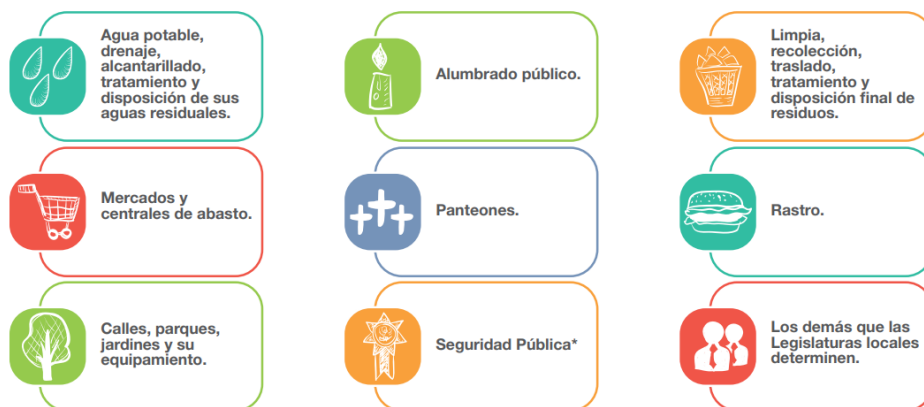 Agua potable,
drenaje,
alcantarillado,
tratamiento y
disposición de sus
aguas residuales.
Alumbrado público.
Limpia,
recolección,
traslado,
tratamiento y
disposición final de
residuos.
Mercados y
centrales de abasto.
Panteones.
Rastro.
Calles, parques,
jardines y su
equipamiento.
Seguridad Pública*
Los demás que las
Legislaturas locales
determinen.